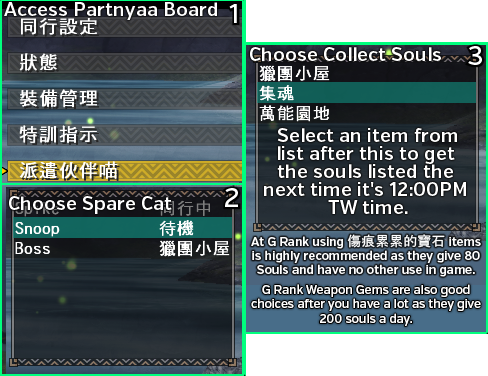 Access Partnyaa Board 1
同行設定
狀態
裝備管理
特訓指示
派遣伙伴喵
Choose Spare Cat 2
Spike 同行中
Snoop 待機
Boss 獵團小屋
Choose Collect Souls 3
獵團小屋
集魂
萬能園地
Select an item from
list after this to get
the souls listed the
next time it's 12:00PM
TW time.
At G Rank using 傷痕累累的寶石 items
is highly recommended as they give 80
Souls and have no other use in game.
G Rank Weapon Gems are also good
choices after you have a lot as they give
200 souls a day.